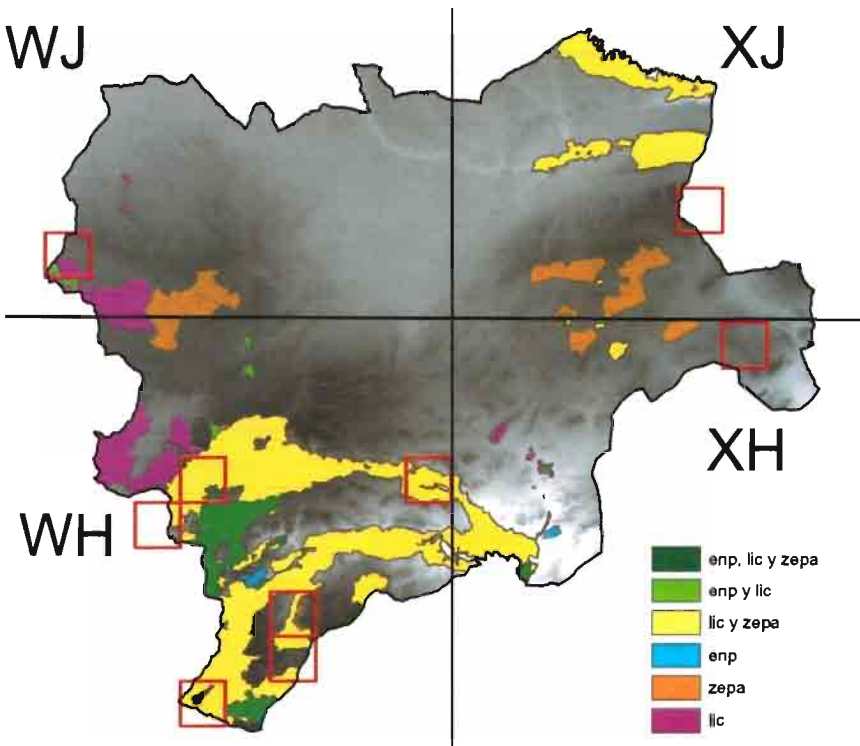 WJ
XJ
XH
WH
enp, lic y zepa
enp y lic
lic y zepa
enp
zepa
lic